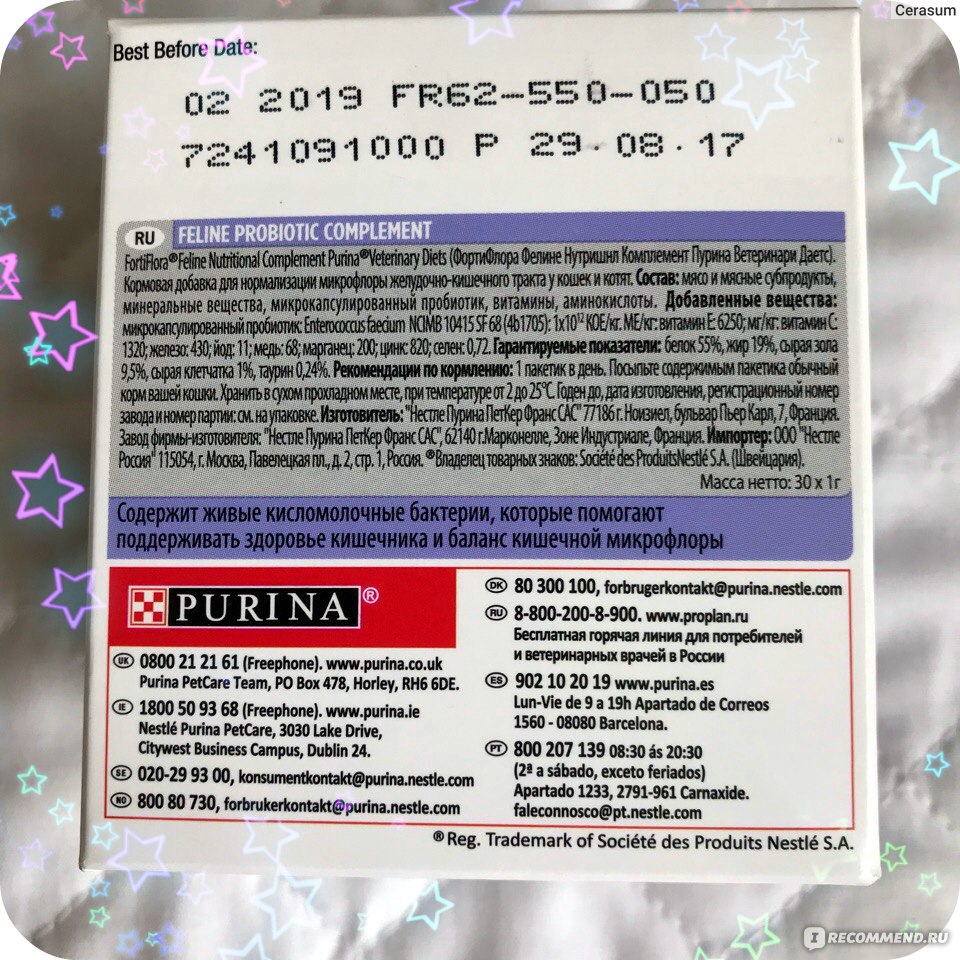 Cerasum
Best Before Date:
02 2019 FR62-550-050
7241091000 P 29·08·17
RU FELINE PROBIOTIC COMPLEMENT
FortiFlora® Feline Nutritional Complement Purina® Veterinary Diets (ФортиФлора Фелине Нутришнл Комплемент Пурина Ветеринари Даетс).
Кормовая добавка для нормализации микрофлоры желудочно-кишечного тракта у кошек и котят. Состав: мясо и мясные субпродукты,
минеральные вещества, микрокапсулированный пробиотик, витамины, аминокислоты. Добавленные вещества:
микрокапсулированный пробиотик: Enterococcus faecium NCIMB 10415 SF 68 (4b1705): 1x10¹² КОЕ/кг. МЕ/кг: витамин Е: 6250; мг/кг: витамин С:
1320; железо: 430; йод: 11; медь: 68; марганец: 200; цинк: 820; селен: 0,72. Гарантируемые показатели: белок 55%, жир 19%, сырая зола
9,5%, сырая клетчатка 1%, таурин 0,24%. Рекомендации по кормлению: 1 пакетик в день. Посыпьте содержимым пакетика обычный
корм вашей кошки. Хранить в сухом прохладном месте, при температуре от 2 до 25°С. Годен до, дата изготовления, регистрационный номер
завода и номер партии: см. на упаковке. Изготовитель: "Нестле Пурина ПетКер Франс САС" 77186 г. Ноизиел, бульвар Пьер Карл, 7, Франция.
Завод фирмы-изготовителя: "Нестле Пурина ПетКер Франс САС", 62140 г.Марконелле, Зоне Индустриале, Франция. Импортер: ООО "Нестле
Россия" 115054, г. Москва, Павелецкая пл., д. 2, стр. 1, Россия. ®Владелец товарных знаков: Société des Produits Nestlé S.A. (Швейцария).
Масса нетто: 30 x 1г
Содержит живые кисломолочные бактерии, которые помогают
поддерживать здоровье кишечника и баланс кишечной микрофлоры
PURINA®
UK 0800 21 21 61 (Freephone). www.purina.co.uk
Purina PetCare Team, PO Box 478, Horley, RH6 6DE.
IE 1800 50 93 68 (Freephone). www.purina.ie
Nestlé Purina PetCare, 3030 Lake Drive,
Citywest Business Campus, Dublin 24.
SE 020-29 93 00, konsumentkontakt@purina.nestle.com
NO 800 80 730, forbrukerkontakt@purina.nestle.com
DK 80 300 100, forbrugerkontakt@purina.nestle.com
RU 8-800-200-8-900. www.proplan.ru
Бесплатная горячая линия для потребителей
и ветеринарных врачей в России
ES 902 10 20 19 www.purina.es
Lun-Vie de 9 a 19h Apartado de Correos
1560 - 08080 Barcelona.
PT 800 207 139 08:30 ás 20:30
(2ª a sábado, exceto feriados)
Apartado 1233, 2791-961 Carnaxide.
faleconnosco@pt.nestle.com
® Reg. Trademark of Société des Produits Nestlé S.A.
I RECOMMEND.RU